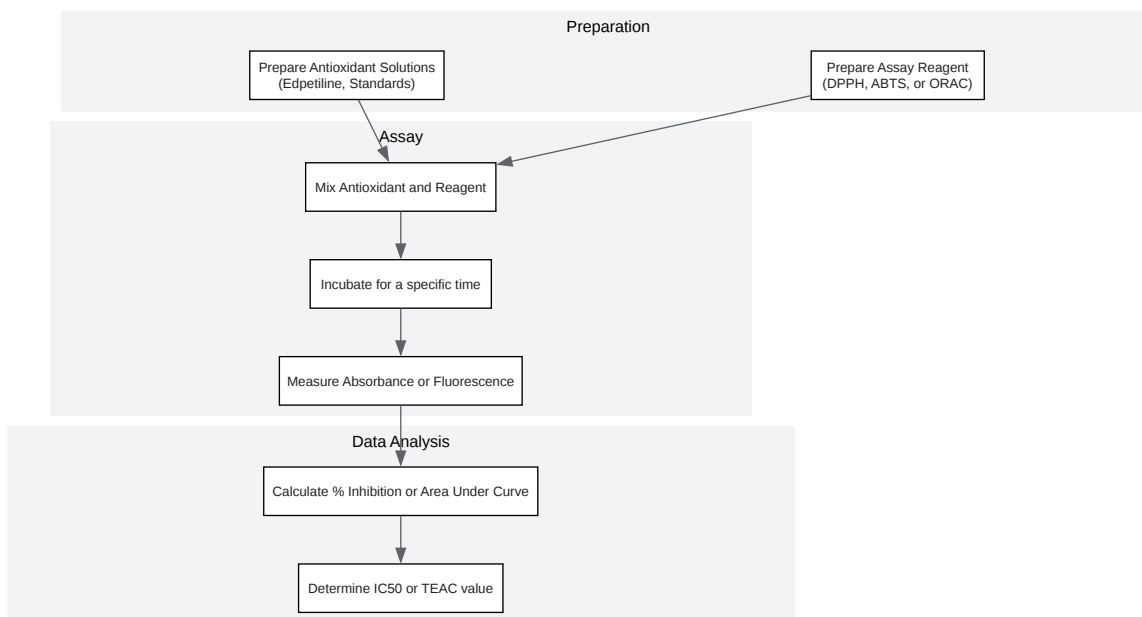 Preparation
Prepare Antioxidant Solutions
(Edpetiline, Standards)
Prepare Assay Reagent
(DPPH, ABTS, or ORAC)
Assay
Mix Antioxidant and Reagent
Incubate for a specific time
Measure Absorbance or Fluorescence
Data Analysis
Calculate % Inhibition or Area Under Curve
Determine IC50 or TEAC value